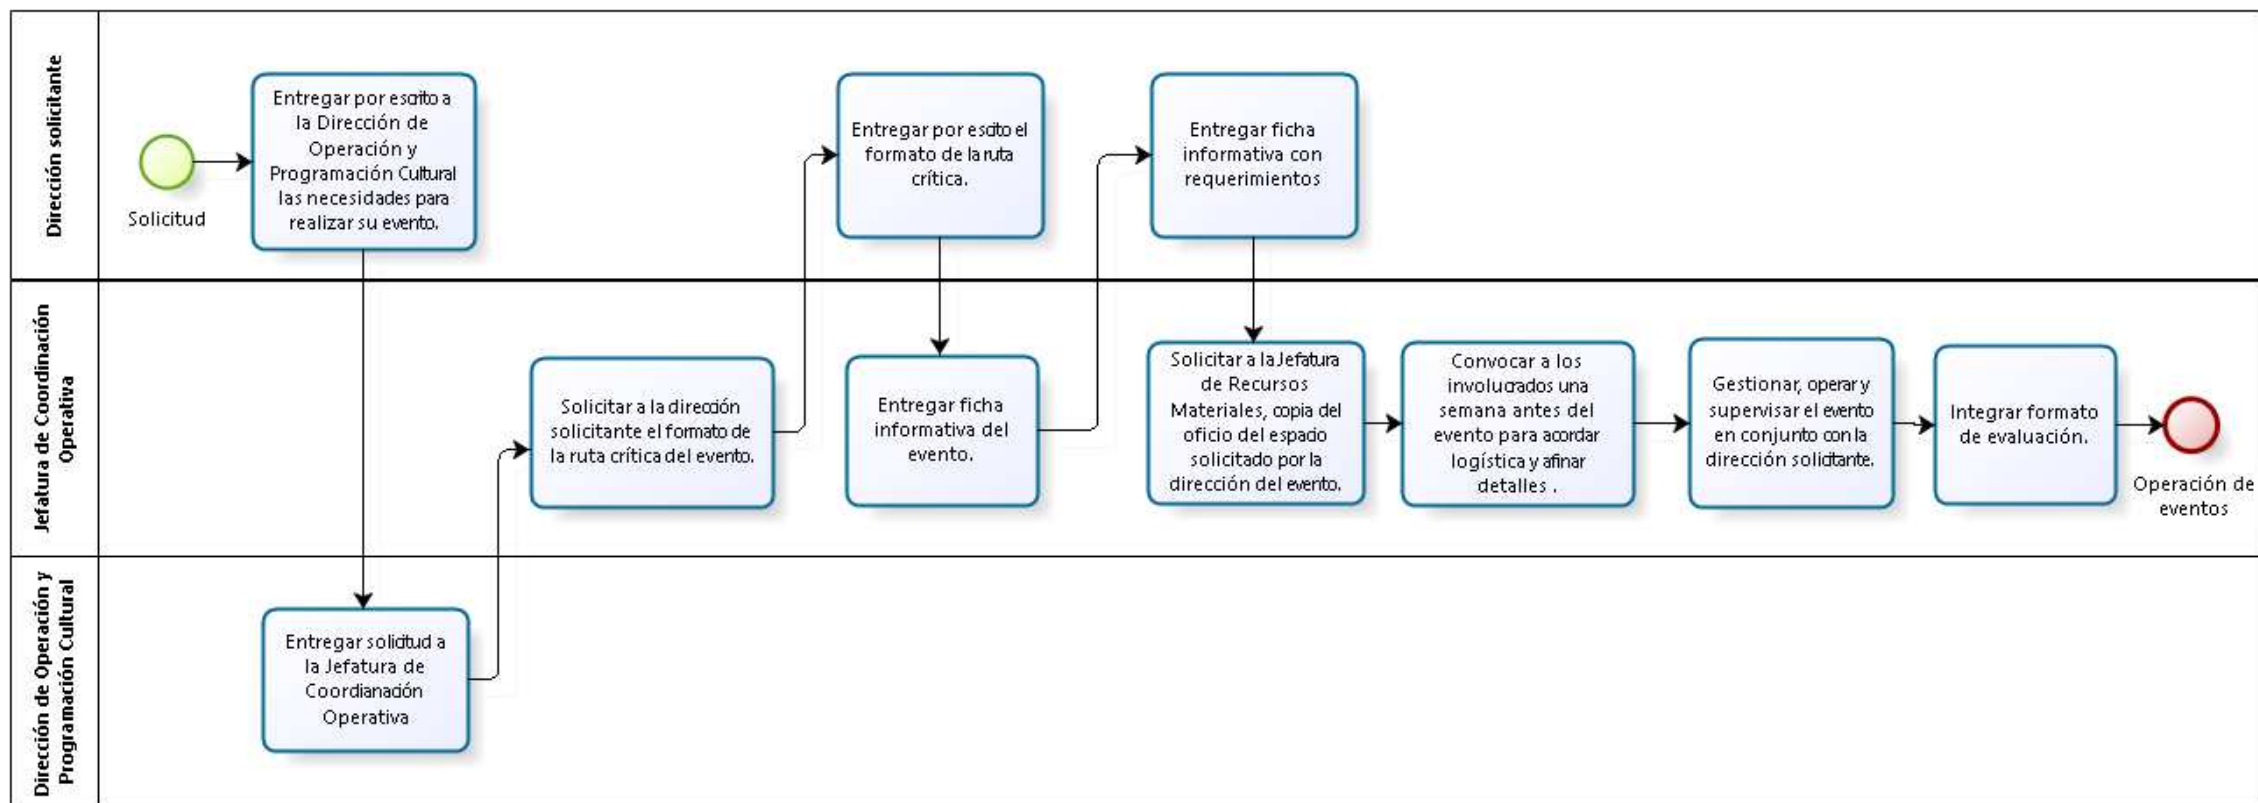 Dirección solicitante
Solicitud
Entregar por escrito a
la Dirección de
Operación y
Programación Cultural
las necesidades para
realizar su evento.
Entregar por escito el
formato de la ruta
crítica.
Entregar ficha
informativa con
requerimientos
Jefatura de Coordinación
Operativa
Solicitar a la dirección
solicitante el formato de
la ruta crítica del evento.
Entregar ficha
informativa del
evento.
Solicitar a la Jefatura
de Recursos
Materiales, copia del
oficio del espacio
solicitado por la
dirección del evento.
Convocar a los
involucrados una
semana antes del
evento para acordar
logística y afinar
detalles .
Gestionar, operar y
supervisar el evento
en conjunto con la
dirección solicitante.
Integrar formato
de evaluación.
Operación de
eventos
Dirección de Operación y
Programación Cultural
Entregar solicitud a
la Jefatura de
Coordianación
Operativa